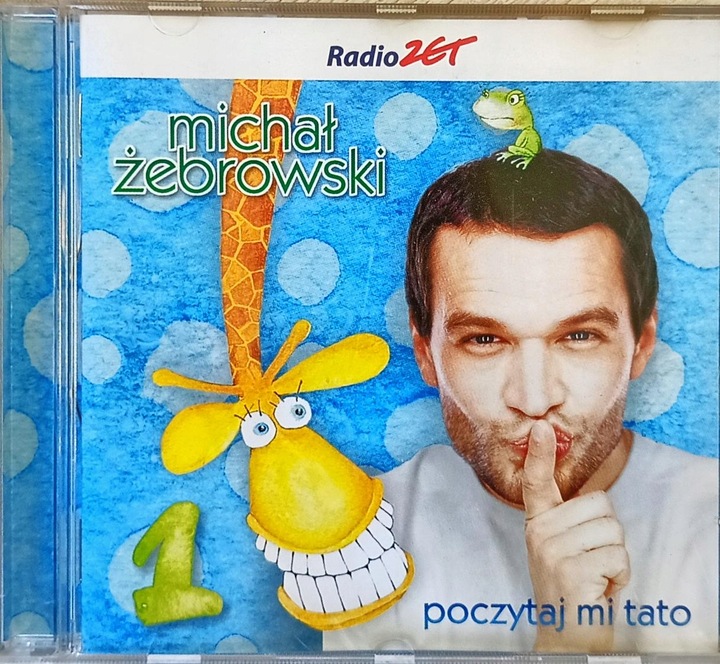 Radio ZET
michał
żebrowski
1
poczytaj mi tato